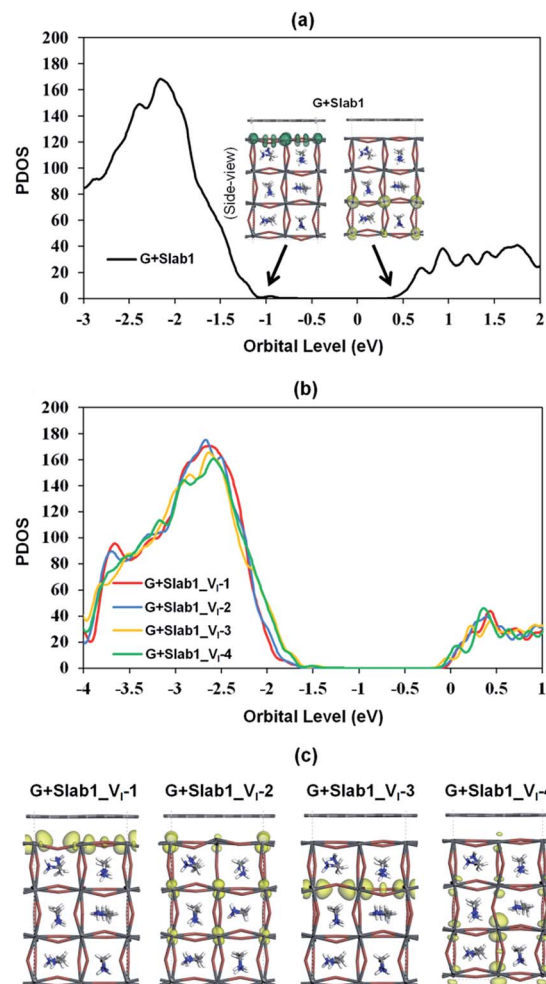 (a)
200
180
160
140
120
100
80
60
40
20
0
PDOS
G+Slab1
(Side-view)
G+Slab1
-3 -2.5 -2 -1.5 -1 -0.5 0 0.5 1 1.5 2
Orbital Level (eV)
(b)
200
180
160
140
120
100
80
60
40
20
0
PDOS
G+Slab1_VI-1
G+Slab1_VI-2
G+Slab1_VI-3
G+Slab1_VI-4
-4 -3.5 -3 -2.5 -2 -1.5 -1 -0.5 0 0.5 1
Orbital Level (eV)
(c)
G+Slab1_VI-1 G+Slab1_VI-2 G+Slab1_VI-3 G+Slab1_VI-4